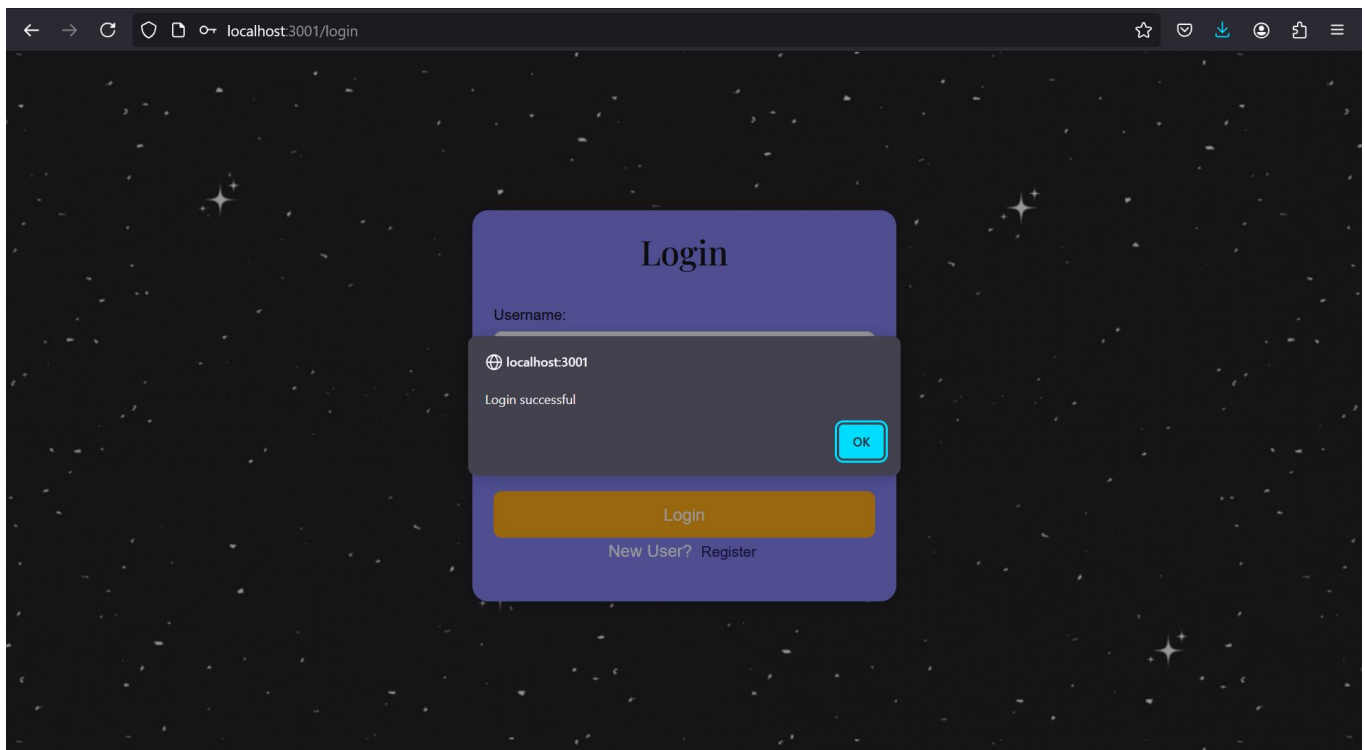 localhost:3001/login
Login
Username:
localhost:3001
Login successful
OK
Login
New User? Register